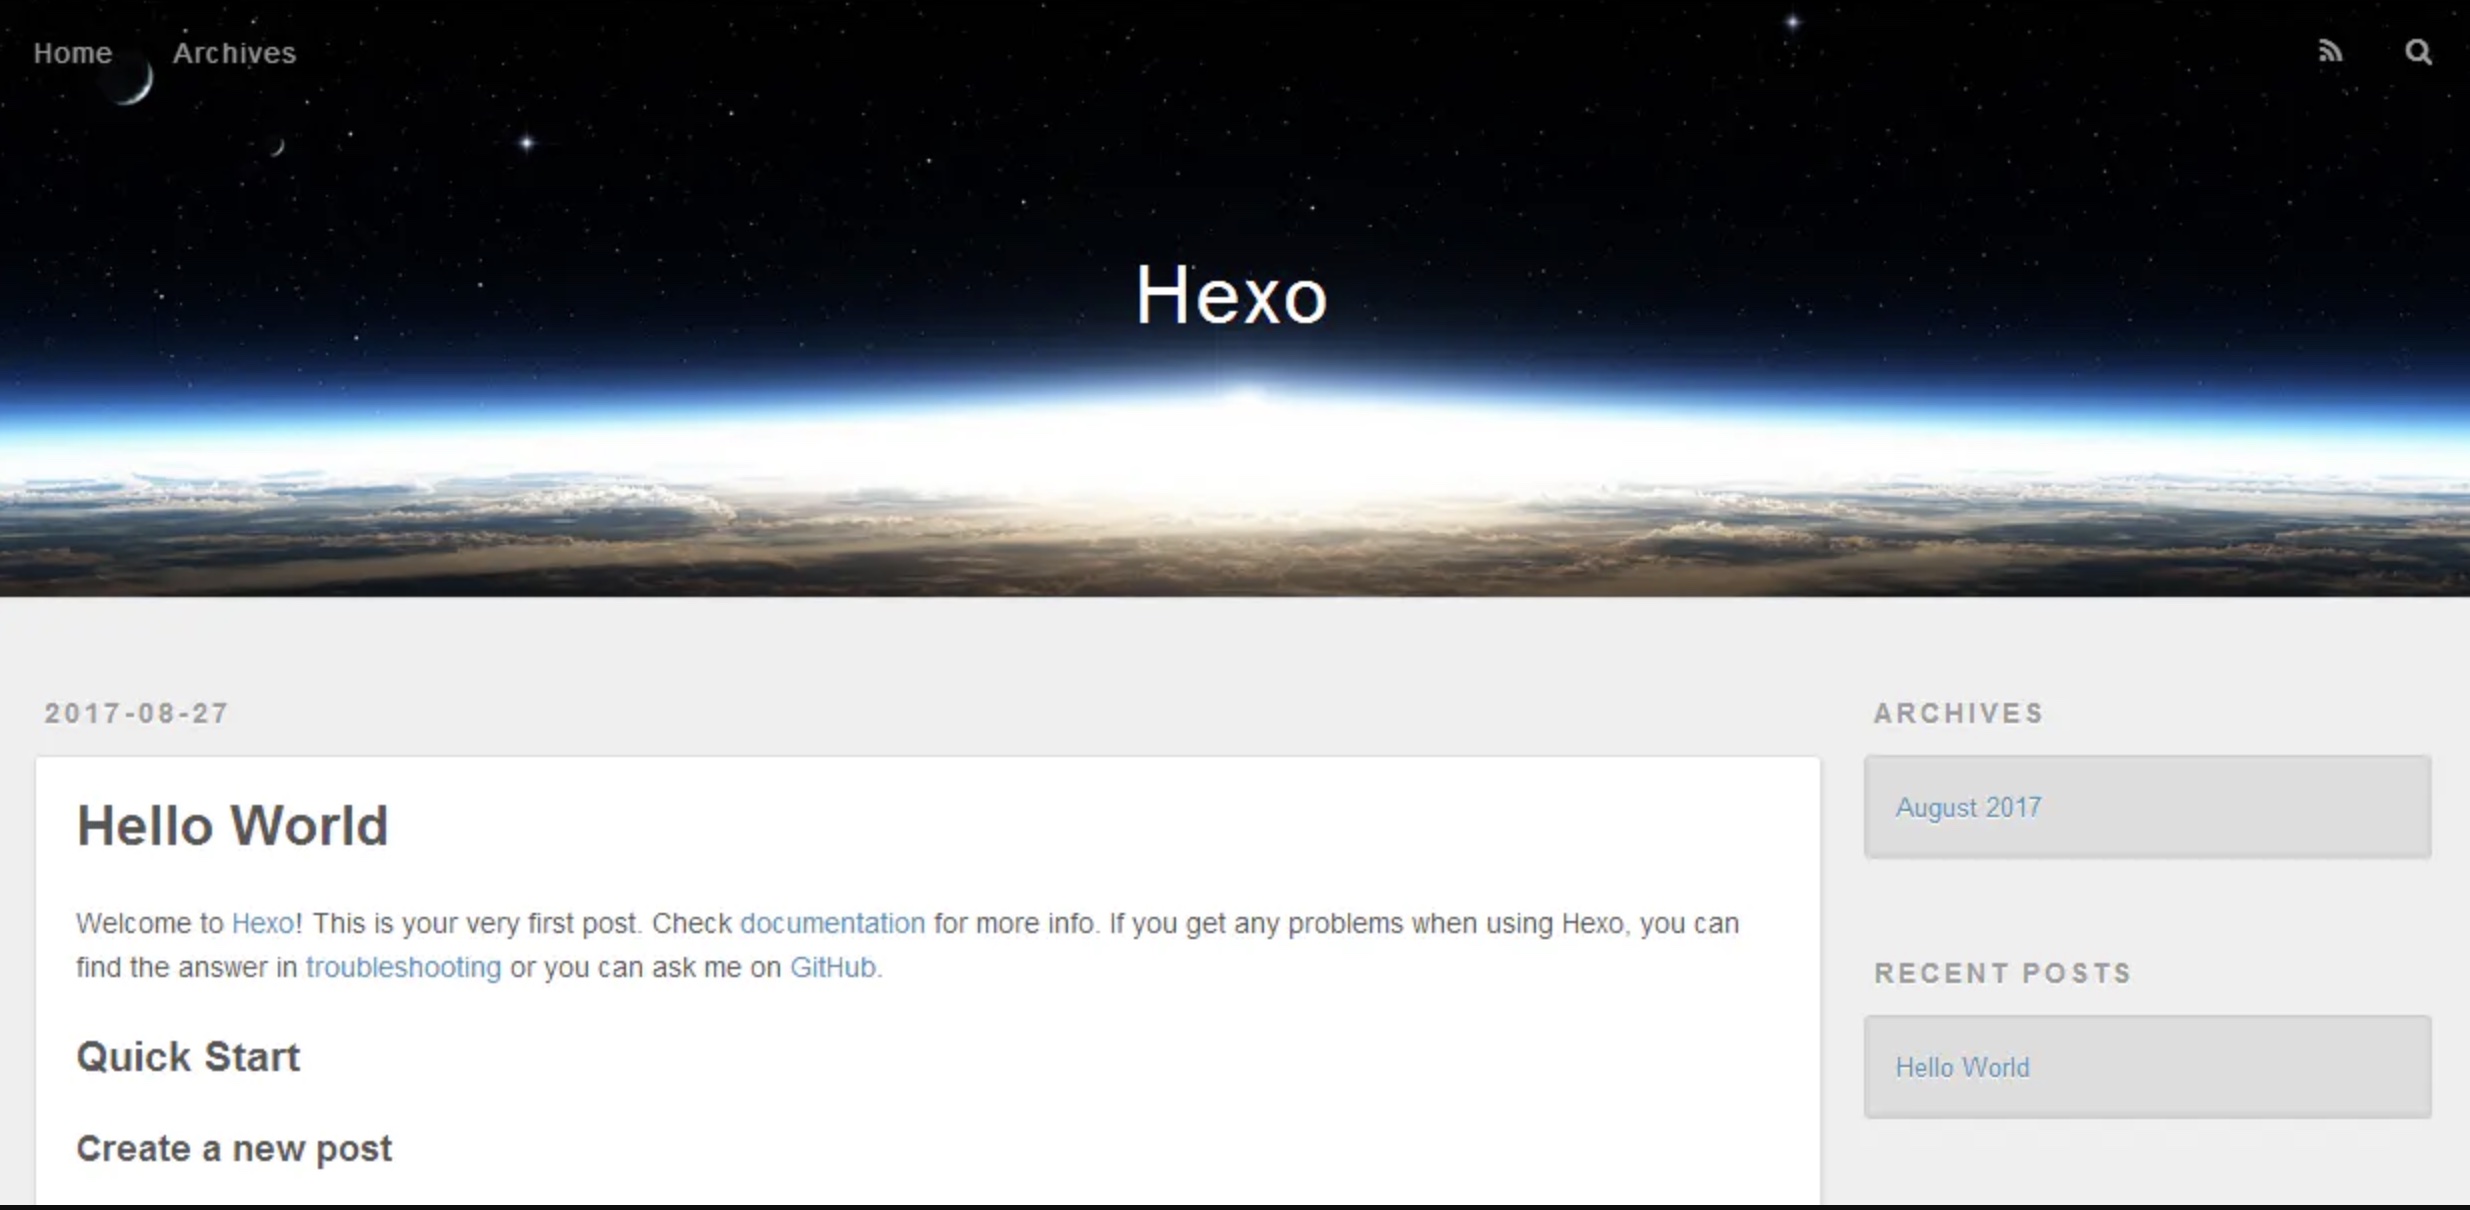 Home Archives
Hexo
2017-08-27
Hello World
Welcome to Hexo! This is your very first post. Check documentation for more info. If you get any problems when using Hexo, you can
find the answer in troubleshooting or you can ask me on GitHub.
Quick Start
Create a new post
ARCHIVES
August 2017
RECENT POSTS
Hello World